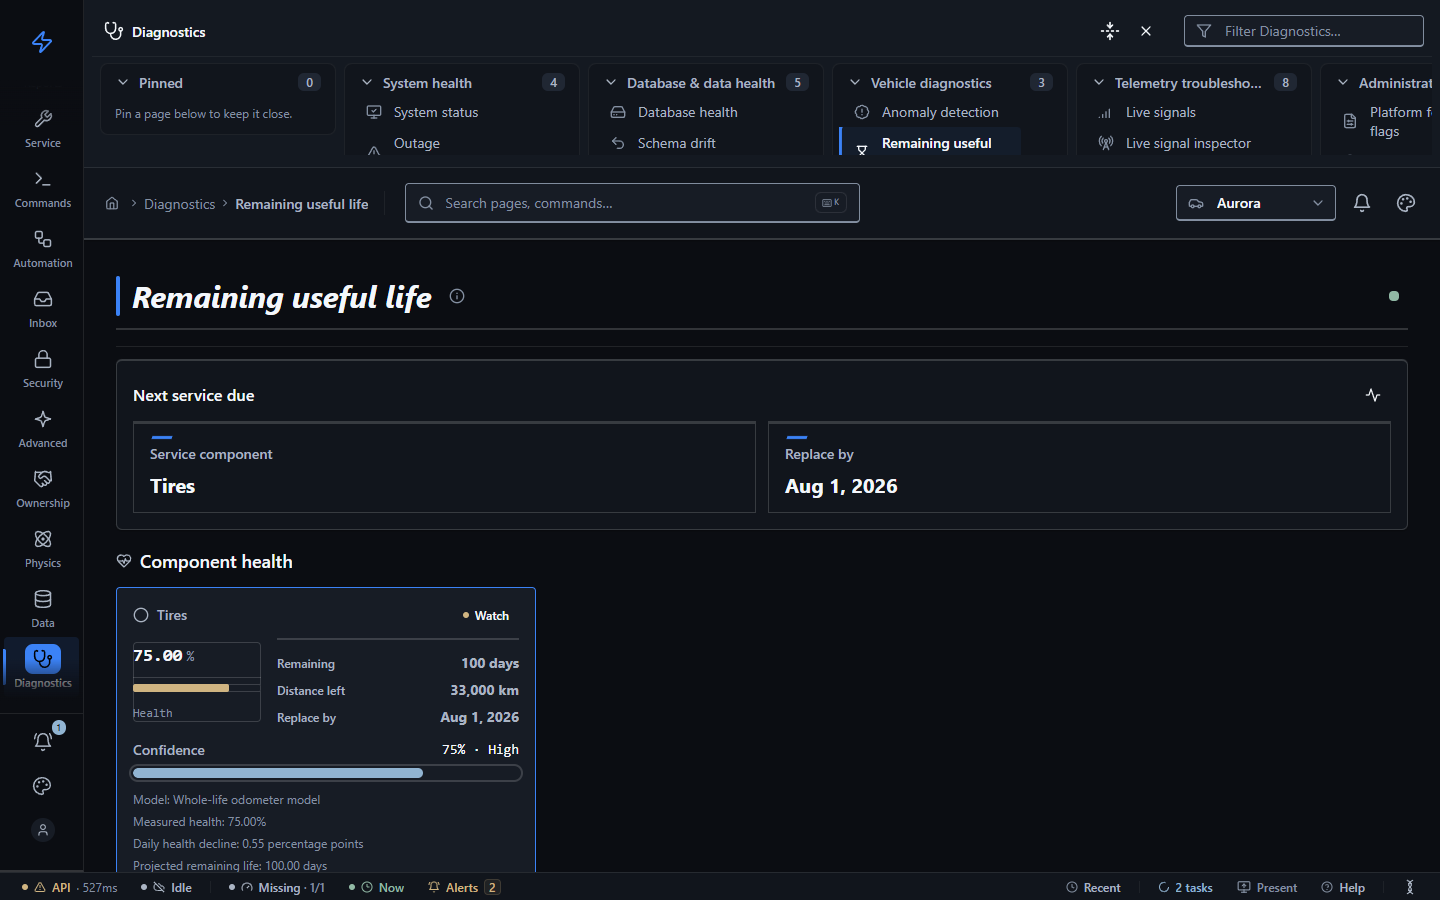 Diagnostics
Filter Diagnostics...
Pinned 0
Pin a page below to keep it close.
System health 4
System status
Outage
Database & data health 5
Database health
Schema drift
Vehicle diagnostics 3
Anomaly detection
Remaining useful
Telemetry troublesho... 8
Live signals
Live signal inspector
Administrat
Platform f
flags
Service
Commands
Automation
Inbox
Security
Advanced
Ownership
Physics
Data
Diagnostics
1
Diagnostics
Remaining useful life
Search pages, commands...
K
Aurora
Remaining useful life
Next service due
Service component
Tires
Replace by
Aug 1, 2026
Component health
Tires
Watch
75.00 %
Health
Remaining 100 days
Distance left 33,000 km
Replace by Aug 1, 2026
Confidence 75% · High
Model: Whole-life odometer model
Measured health: 75.00%
Daily health decline: 0.55 percentage points
Projected remaining life: 100.00 days
API · 527ms
Idle
Missing · 1/1
Now
Alerts 2
Recent
2 tasks
Present
Help